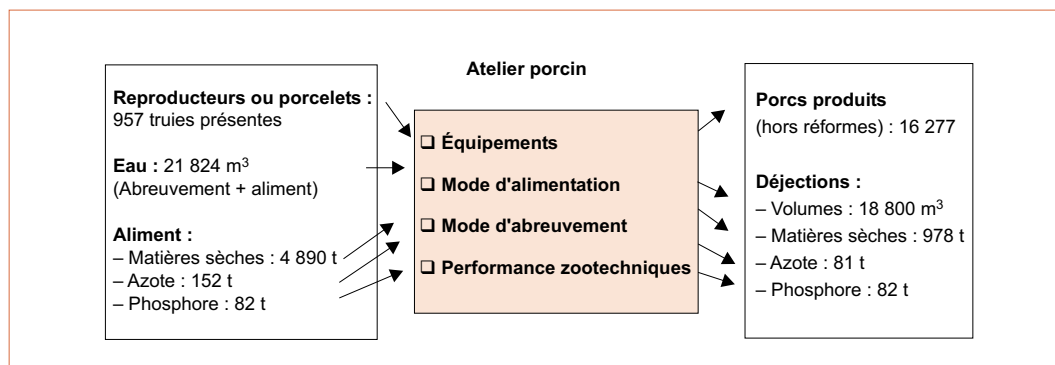 Atelier porcin
Reproducteurs ou porcelets :
957 truies présentes
Eau : 21 824 m³
(Abreuvement + aliment)
Aliment :
– Matières sèches : 4 890 t
– Azote : 152 t
– Phosphore : 82 t
❑ Équipements
❑ Mode d'alimentation
❑ Mode d'abreuvement
❑ Performance zootechniques
Porcs produits
(hors réformes) : 16 277
Déjections :
– Volumes : 18 800 m³
– Matières sèches : 978 t
– Azote : 81 t
– Phosphore : 82 t